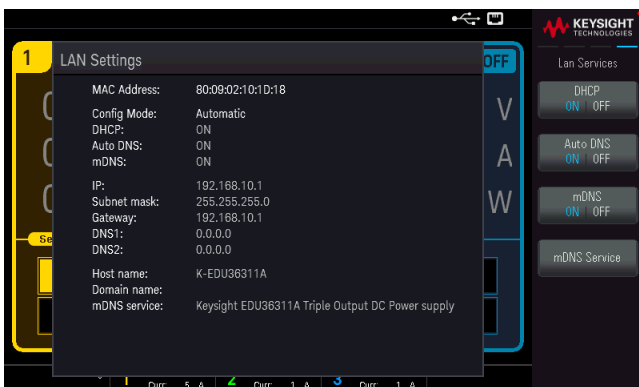 KEYSIGHT
TECHNOLOGIES
1
LAN Settings
OFF
Lan Services
MAC Address: 80:09:02:10:1D:18
DHCP
ON | OFF
Config Mode: Automatic
DHCP: ON
Auto DNS: ON
mDNS: ON
V
A
W
Auto DNS
ON | OFF
IP: 192.168.10.1
Subnet mask: 255.255.255.0
Gateway: 192.168.10.1
DNS1: 0.0.0.0
DNS2: 0.0.0.0
mDNS
ON | OFF
Se
Host name: K-EDU36311A
Domain name:
mDNS service: Keysight EDU36311A Triple Output DC Power supply
mDNS Service
1 Curr: 5 A 2 Curr: 1 A 3 Curr: 1 A